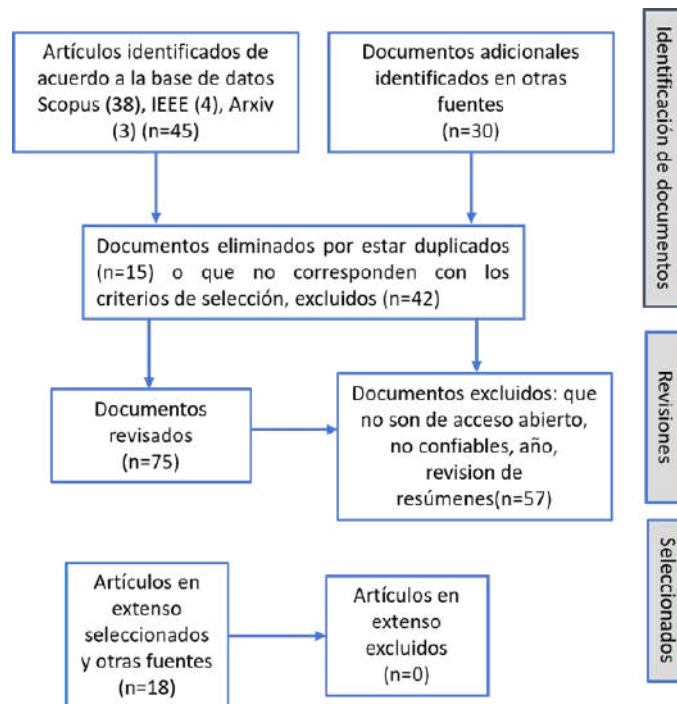 Artículos identificados de
acuerdo a la base de datos
Scopus (38), IEEE (4), Arxiv
(3) (n=45)
Documentos adicionales
identificados en otras
fuentes
(n=30)
Identificación de documentos
Documentos eliminados por estar duplicados
(n=15) o que no corresponden con los
criterios de selección, excluidos (n=42)
Documentos
revisados
(n=75)
Documentos excluidos: que
no son de acceso abierto,
no confiables, año,
revision de
resúmenes(n=57)
Revisiones
Artículos en
extenso
seleccionados
y otras fuentes
(n=18)
Artículos en
extenso
excluidos
(n=0)
Seleccionados